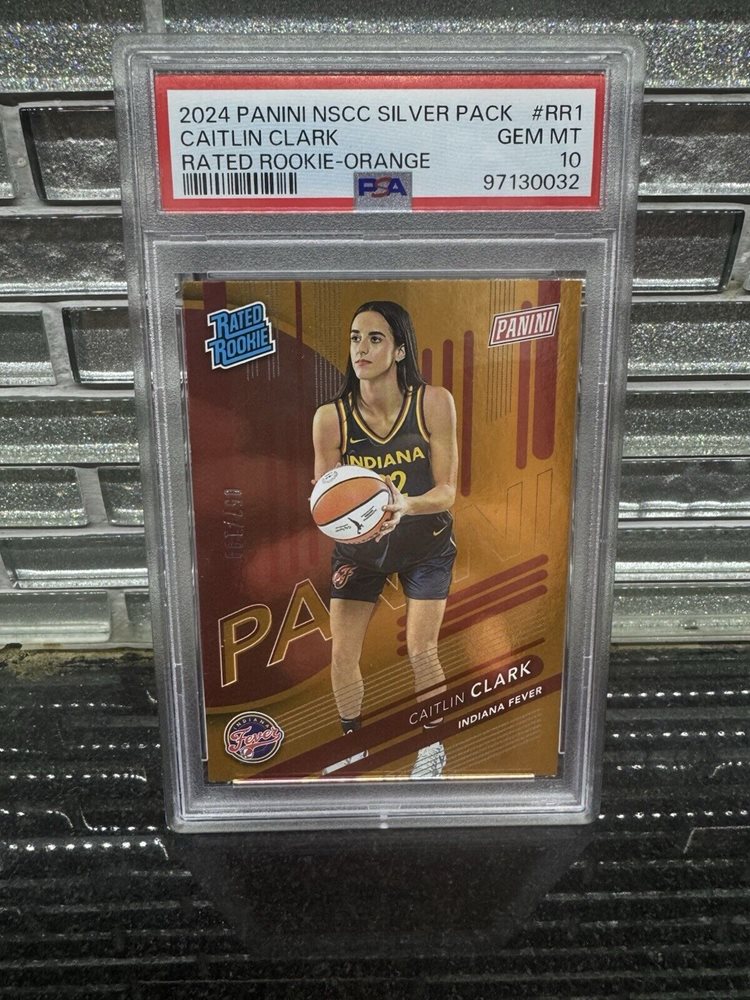 2024 PANINI NSCC SILVER PACK #RR1
CAITLIN CLARK GEM MT
RATED ROOKIE-ORANGE 10
PSA 97130032
RATED
ROOKIE
PANINI
INDIANA
PANINI
CAITLIN CLARK
INDIANA FEVER
INDIANA
Fever